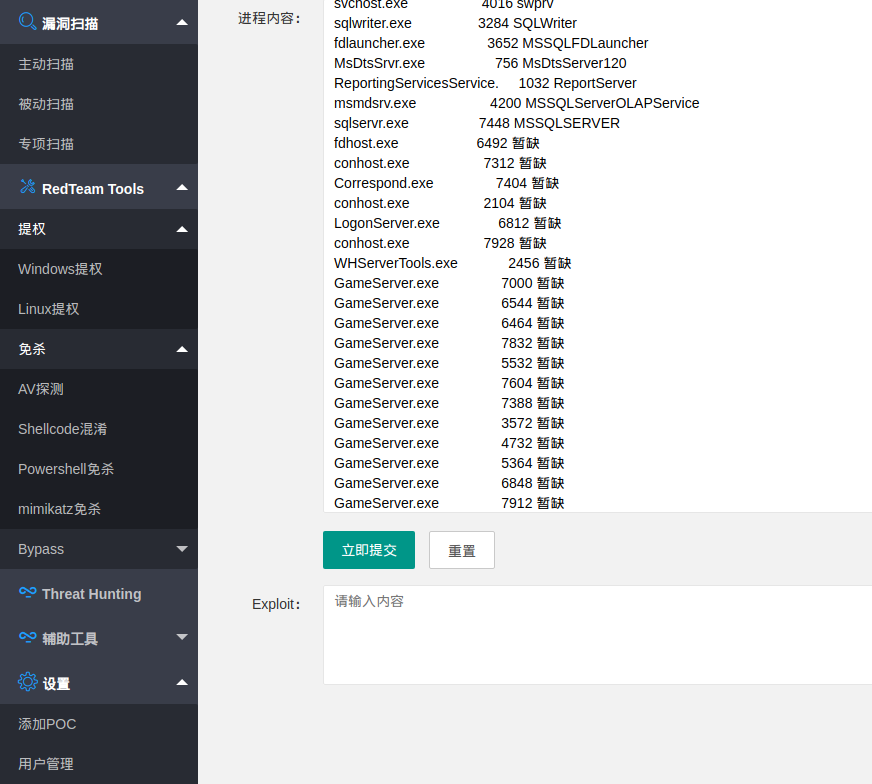 漏洞扫描
主动扫描
被动扫描
专项扫描
RedTeam Tools
提权
Windows提权
Linux提权
免杀
AV探测
Shellcode混淆
Powershell免杀
mimikatz免杀
Bypass
Threat Hunting
辅助工具
设置
添加POC
用户管理
进程内容:
svchost.exe 4016 swprv
sqlwriter.exe 3284 SQLWriter
fdlauncher.exe 3652 MSSQLFDLauncher
MsDtsSrvr.exe 756 MsDtsServer120
ReportingServicesService. 1032 ReportServer
msmdsrv.exe 4200 MSSQLServerOLAPService
sqlservr.exe 7448 MSSQLSERVER
fdhost.exe 6492 暂缺
conhost.exe 7312 暂缺
Correspond.exe 7404 暂缺
conhost.exe 2104 暂缺
LogonServer.exe 6812 暂缺
conhost.exe 7928 暂缺
WHServerTools.exe 2456 暂缺
GameServer.exe 7000 暂缺
GameServer.exe 6544 暂缺
GameServer.exe 6464 暂缺
GameServer.exe 7832 暂缺
GameServer.exe 5532 暂缺
GameServer.exe 7604 暂缺
GameServer.exe 7388 暂缺
GameServer.exe 3572 暂缺
GameServer.exe 4732 暂缺
GameServer.exe 5364 暂缺
GameServer.exe 6848 暂缺
GameServer.exe 7912 暂缺
立即提交 重置
Exploit: 请输入内容